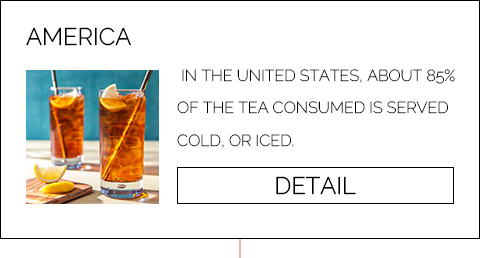 AMERICA
IN THE UNITED STATES, ABOUT 85%
OF THE TEA CONSUMED IS SERVED
COLD, OR ICED.
DETAIL